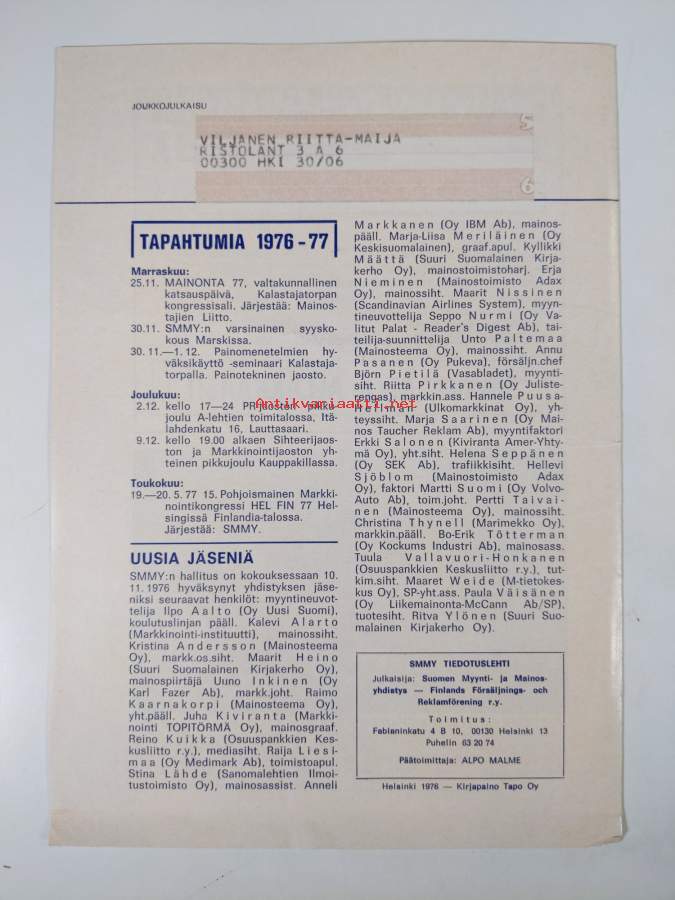 JOUKKOJULKAISU
5
VILJANEN RIITTA-MAIJA
RISTOLANT 3 A 6
00300 HKI 30/06
6
TAPAHTUMIA 1976-77
Marraskuu:
25.11. MAINONTA 77, valtakunnallinen
katsauspäivä, Kalastajatorpan
kongressisali. Järjestää: Mainos-
tajien Liitto.
30.11. SMMY:n varsinainen syysko-
kous Marskissa.
30.11.—1.12. Painomenetelmien hy-
väksikäyttö -seminaari Kalastaja-
torpalla. Painotekninen jaosto.
Joulukuu:
2.12. kello 17—24 PR-jaoston pikku-
joulu A-lehtien toimitalossa, Itä-
lahdenkatu 16, Lauttasaari.
9.12. kello 19.00 alkaen Sihteerijaos-
ton ja Markkinointijaoston yh-
teinen pikkujoulu Kauppakillassa.
Toukokuu:
19.—20.5.77 15. Pohjoismainen Markki-
nointikongressi HEL FIN 77 Hel-
singissä Finlandia-talossa.
Järjestää: SMMY.
UUSIA JÄSENIÄ
SMMY:n hallitus on kokouksessaan 10.
11.1976 hyväksynyt yhdistyksen jäse-
niksi seuraavat henkilöt: myyntineuvot-
telija Ilpo Aalto (Oy Uusi Suomi),
koulutuslinjan pääll. Kalevi Alarto
(Markkinointi-instituutti), mainossiht.
Kristina Andersson (Mainosteema
Oy), markk.os.siht. Maarit Heino
(Suuri Suomalainen Kirjakerho Oy),
mainospiirtäjä Uuno Inkinen (Oy
Karl Fazer Ab), markk.joht. Raimo
Kaarnakorpi (Mainosteema Oy),
yht.pääll. Juha Kiviranta (Markki-
nointi TOPITÖRMÄ Oy), mainosgraaf.
Reino Kuikka (Osuuspankkien Kes-
kusliitto r.y.), mediasiht. Raija Liesi-
maa (Oy Medimark Ab), toimistoapul.
Stina Lähde (Sanomalehtien Ilmoi-
tustoimisto Oy), mainosassist. Anneli
Markkanen (Oy IBM Ab), mainos-
pääll. Marja-Liisa Meriläinen (Oy
Keskisuomalainen), graaf.apul. Kyllikki
Määttä (Suuri Suomalainen Kirja-
kerho Oy), mainostoimistoharj. Erja
Nieminen (Mainostoimisto Adax
Oy), mainossiht. Maarit Nissinen
(Scandinavian Airlines System), myyn-
tineuvottelija Seppo Nurmi (Oy Va-
litut Palat - Reader's Digest Ab), tai-
teilija-suunnittelija Unto Paltemaa
(Mainosteema Oy), mainossiht. Annu
Pasanen (Oy Pukeva), försäljn.chef
Björn Pietilä (Vasabladet), myynti-
siht. Riitta Pirkkanen (Oy Juliste-
rengas), markkin.ass. Hannele Puusa-
Hellman (Ulkomarkkinat Oy), yh-
teyssiht. Marja Saarinen (Oy Mai-
nos Taucher Reklam Ab), myyntifaktori
Erkki Salonen (Kiviranta Amer-Yhty-
mä Oy), yht.siht. Helena Seppänen
(Oy SEK Ab), trafiikkisiht. Hellevi
Sjöblom (Mainostoimisto Adax
Oy), faktori Martti Suomi (Oy Volvo-
Auto Ab), toim.joht. Pertti Taivai-
nen (Mainosteema Oy), mainossiht.
Christina Thynell (Marimekko Oy),
markkin.pääll. Bo-Erik Tötterman
(Oy Kockums Industri Ab), mainosass.
Tuula Vallavuori-Honkanen
(Osuuspankkien Keskusliitto r.y.), tut-
kim.siht. Maaret Weide (M-tietokes-
kus Oy), SP-yht.ass. Paula Väisänen
(Oy Liikemainonta-McCann Ab/SP),
tuotesiht. Ritva Ylönen (Suuri Suo-
malainen Kirjakerho Oy).
Antikvariaatti.net
SMMY TIEDOTUSLEHTI
Julkaisija: Suomen Myynti- ja Mainos-
yhdistys — Finlands Försäljnings- och
Reklamförening r.y.
Toimitus:
Fabianinkatu 4 B 10, 00130 Helsinki 13
Puhelin 63 20 74
Päätoimittaja: ALPO MALME
Helsinki 1976 — Kirjapaino Tapo Oy